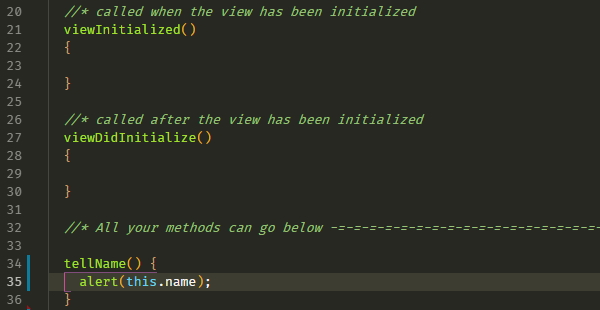 20 //* called when the view has been initialized
21 viewInitialized()
22 {
23
24 }
25
26 //* called after the view has been initialized
27 viewDidInitialize()
28 {
29
30 }
31
32 //* All your methods can go below -=-=-=-=-=-=-=-=-=-=-=-=-=-=-=-=-=-
33
34 tellName() {
35 alert(this.name);
36 }